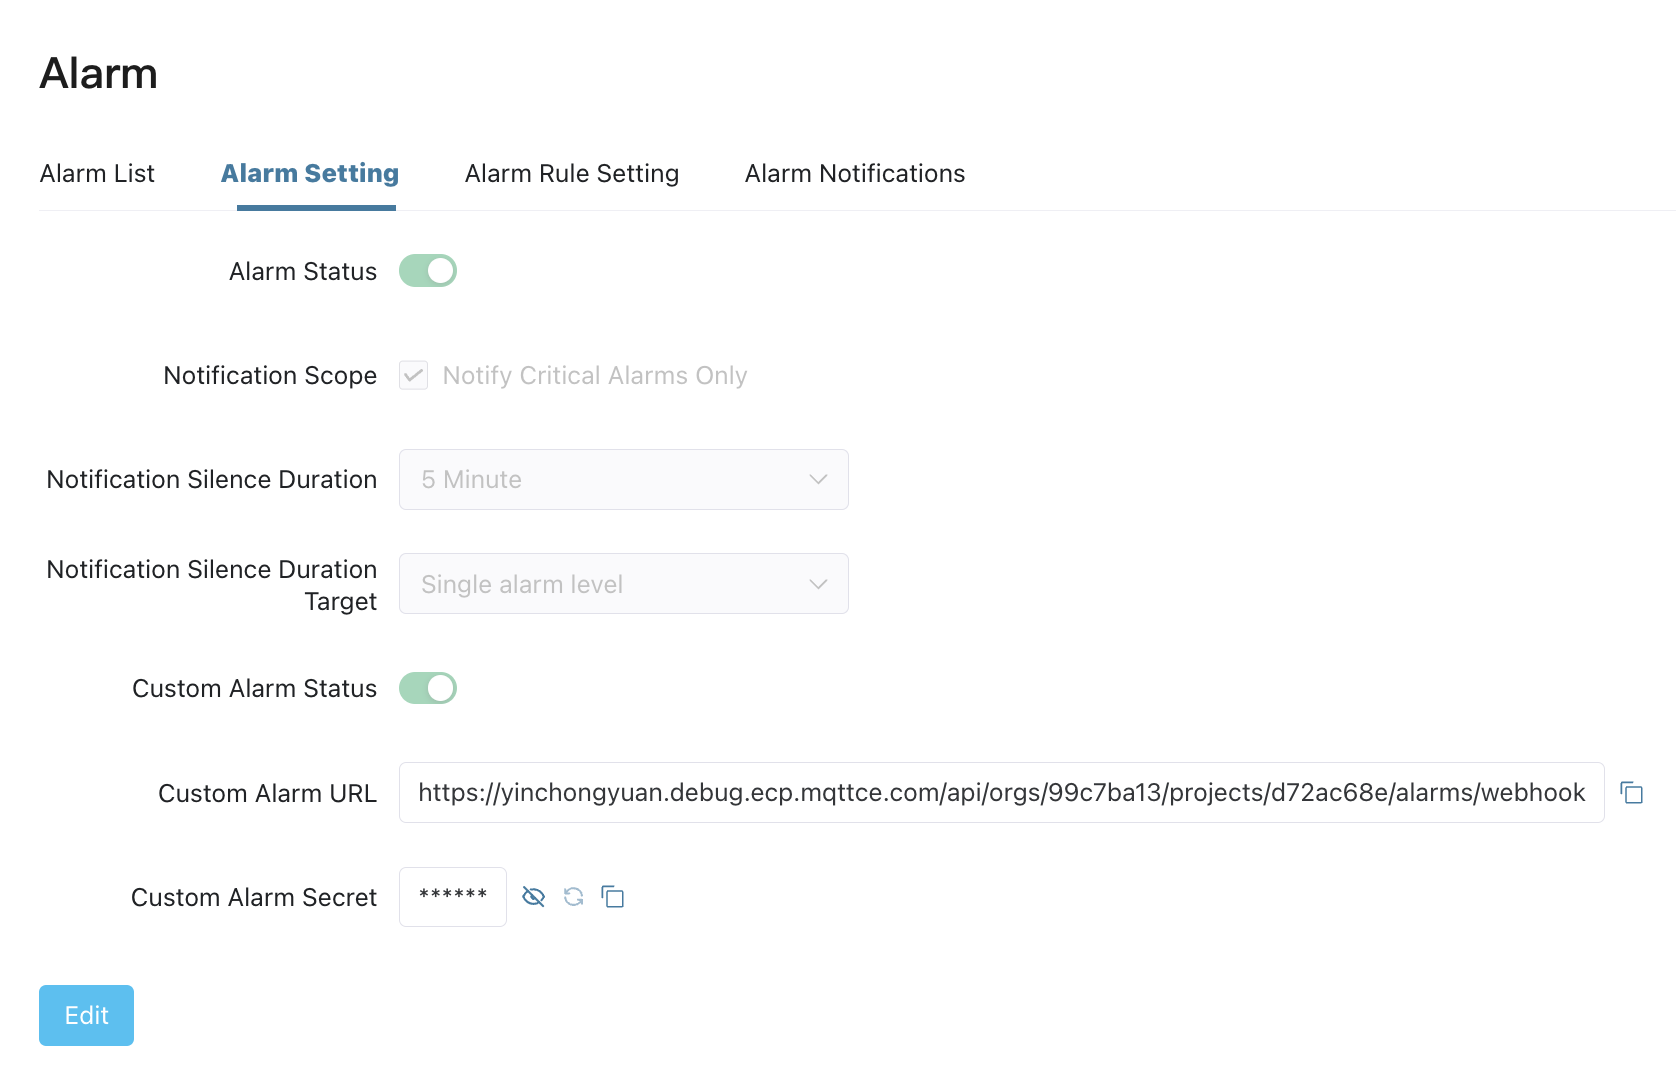 Alarm
Alarm List
Alarm Setting
Alarm Rule Setting
Alarm Notifications
Alarm Status
Notification Scope
Notify Critical Alarms Only
Notification Silence Duration
5 Minute
Notification Silence Duration
Target
Single alarm level
Custom Alarm Status
Custom Alarm URL
https://yinchongyuan.debug.ecp.mqttce.com/api/orgs/99c7ba13/projects/d72ac68e/alarms/webhook
Custom Alarm Secret
******
Edit